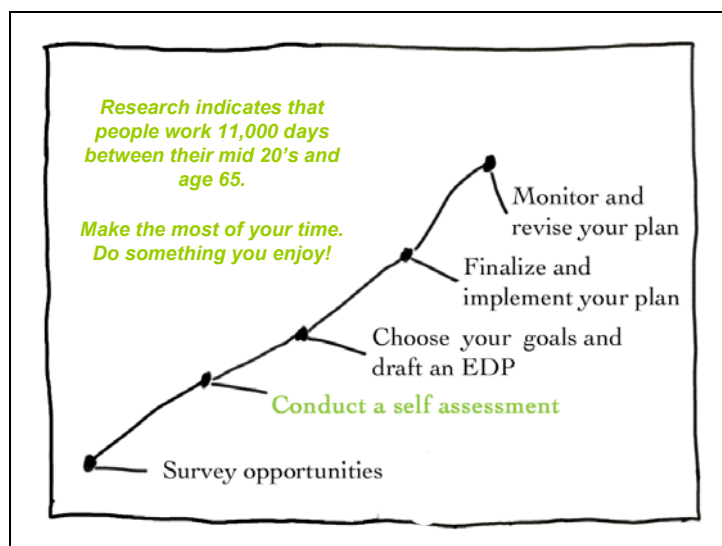 Research indicates that
people work 11,000 days
between their mid 20's and
age 65.
Make the most of your time.
Do something you enjoy!
Monitor and
revise your plan
Finalize and
implement your plan
Choose your goals and
draft an EDP
Conduct a self assessment
Survey opportunities